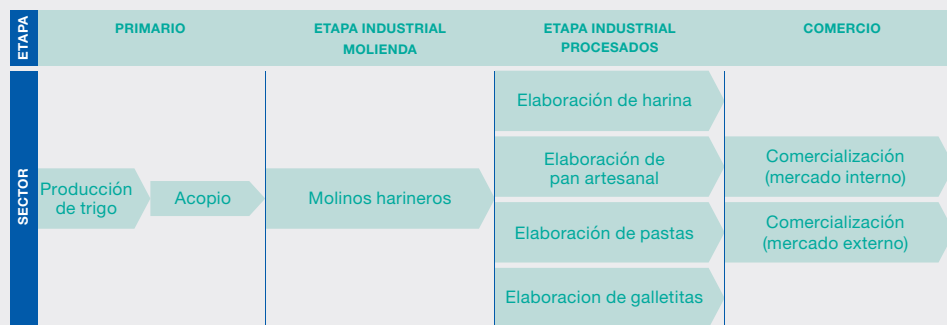 ETAPA
PRIMARIO
ETAPA INDUSTRIAL
MOLIENDA
ETAPA INDUSTRIAL
PROCESADOS
COMERCIO
SECTOR
Producción
de trigo
Acopio
Molinos harineros
Elaboración de harina
Elaboración de
pan artesanal
Elaboración de pastas
Elaboracion de galletitas
Comercialización
(mercado interno)
Comercialización
(mercado externo)